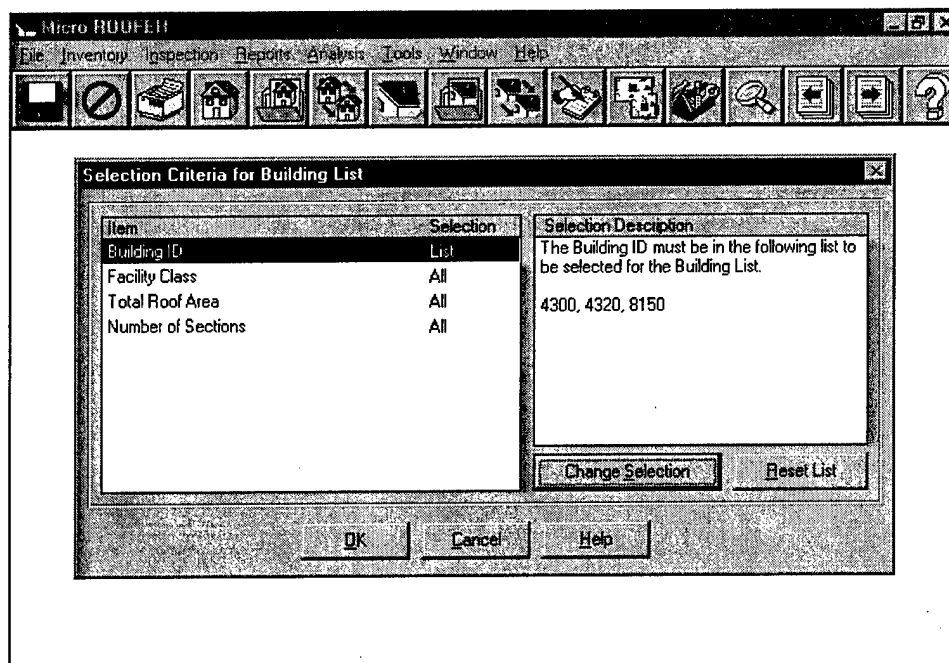 Micro ROOFER
File Inventory Inspection Reports Analysis Tools Window Help
Selection Criteria for Building List
Item Selection
Building ID List
Facility Class All
Total Roof Area All
Number of Sections All
Selection Description
The Building ID must be in the following list to
be selected for the Building List.
4300, 4320, 8150
Change Selection Reset List
OK Cancel Help